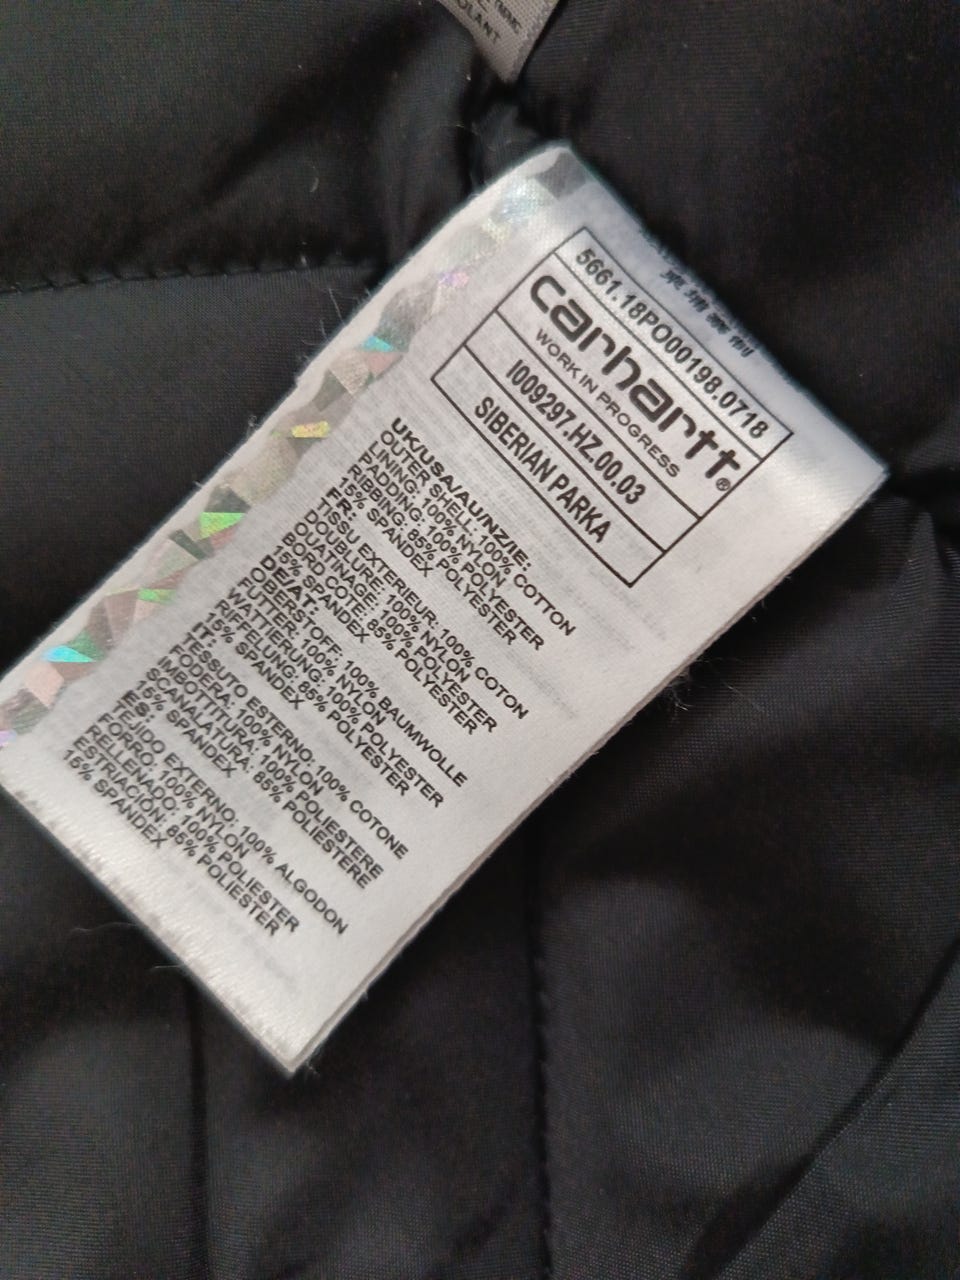 OLANT
5661.18PO00198.0718
carhartt®
WORK IN PROGRESS
I009297.HZ.00.03
SIBERIAN PARKA
UK/USA/AU/NZ/IE:
OUTER SHELL: 100% COTTON
LINING: 100% NYLON
PADDING: 100% POLYESTER
RIBBING: 85% POLYESTER
15% SPANDEX
FR:
TISSU EXTERIEUR: 100% COTON
DOUBLURE: 100% NYLON
OUATINAGE: 100% POLYESTER
BORD COTE: 85% POLYESTER
15% SPANDEX
DE/AT:
OBERSTOFF: 100% BAUMWOLLE
FUTTER: 100% NYLON
WATTIERUNG: 100% POLYESTER
RIFFELUNG: 85% POLYESTER
15% SPANDEX
IT:
TESSUTO ESTERNO: 100% COTONE
FODERA: 100% NYLON
IMBOTTITURA: 100% POLIESTERE
SCANALATURA: 85% POLIESTERE
15% SPANDEX
ES:
TEJIDO EXTERNO: 100% ALGODON
FORRO: 100% NYLON
RELLENADO: 100% POLIESTER
ESTRIACIÓN: 85% POLIESTER
15% SPANDEX